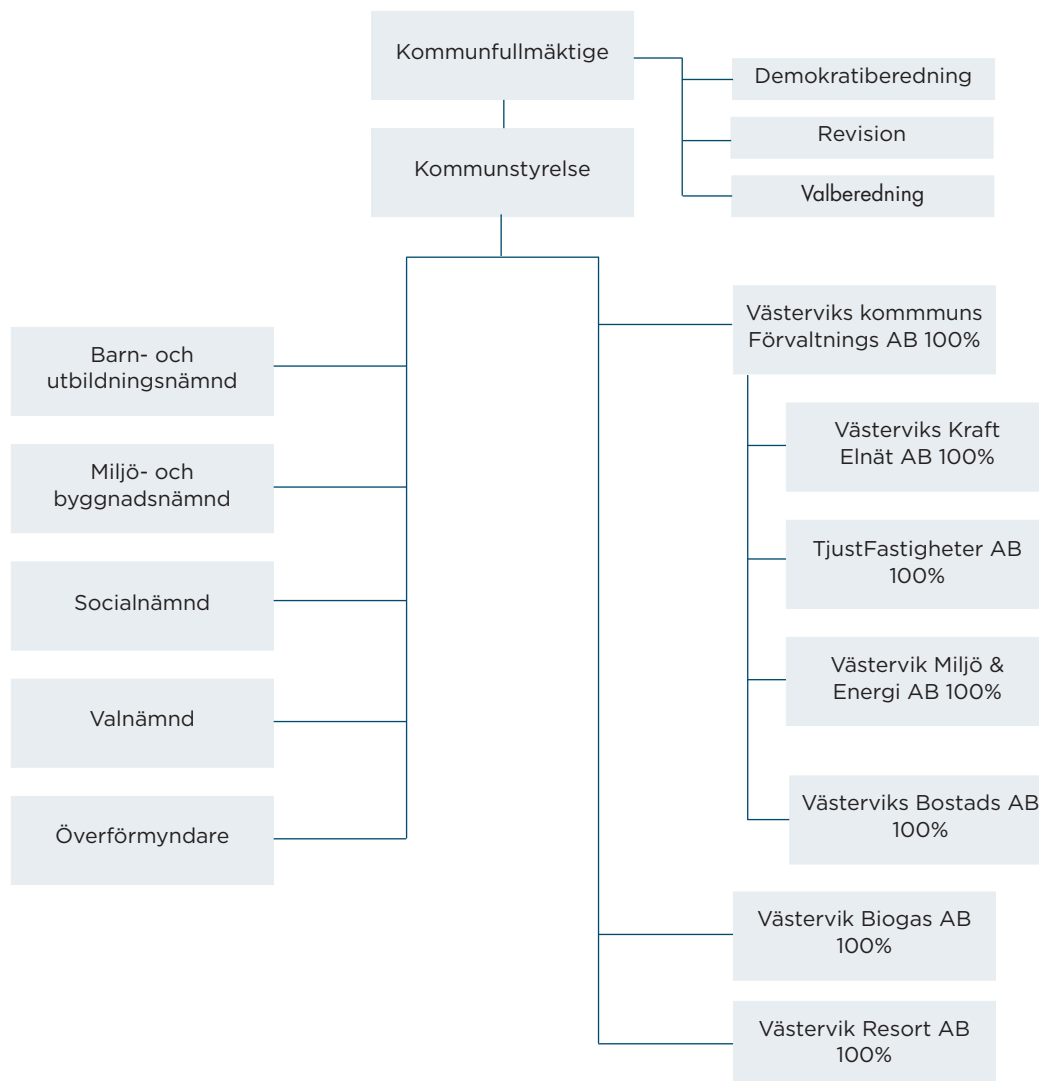 Kommunfullmäktige
Demokratiberedning
Revision
Kommunstyrelse
Valberedning
Barn- och
utbildningsnämnd
Miljö- och
byggnadsnämnd
Socialnämnd
Valnämnd
Överförmyndare
Västerviks kommmuns
Förvaltnings AB 100%
Västerviks Kraft
Elnät AB 100%
TjustFastigheter AB
100%
Västervik Miljö &
Energi AB 100%
Västerviks Bostads AB
100%
Västervik Biogas AB
100%
Västervik Resort AB
100%